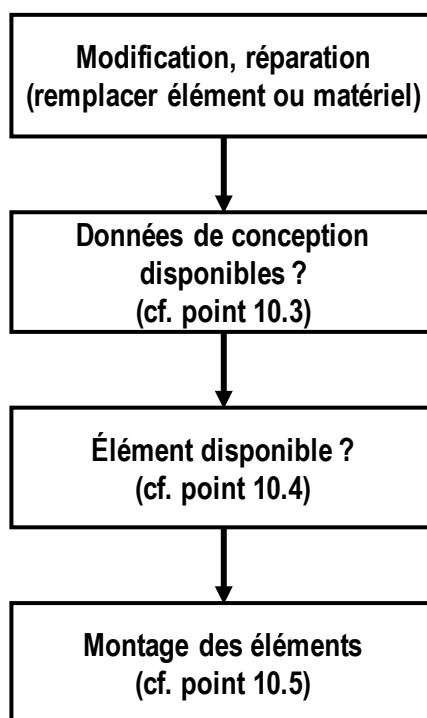 Modification, réparation
(remplacer élément ou matériel)
Données de conception
disponibles ?
(cf. point 10.3)
Élément disponible ?
(cf. point 10.4)
Montage des éléments
(cf. point 10.5)